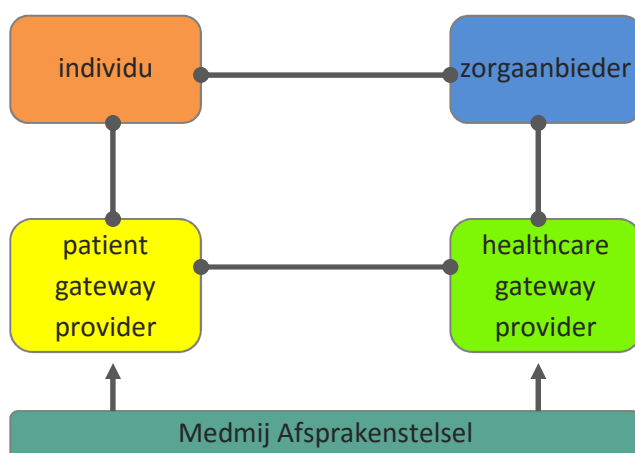 individu
zorgaanbieder
patient
gateway
provider
healthcare
gateway
provider
Medmij Afsprakenstelsel